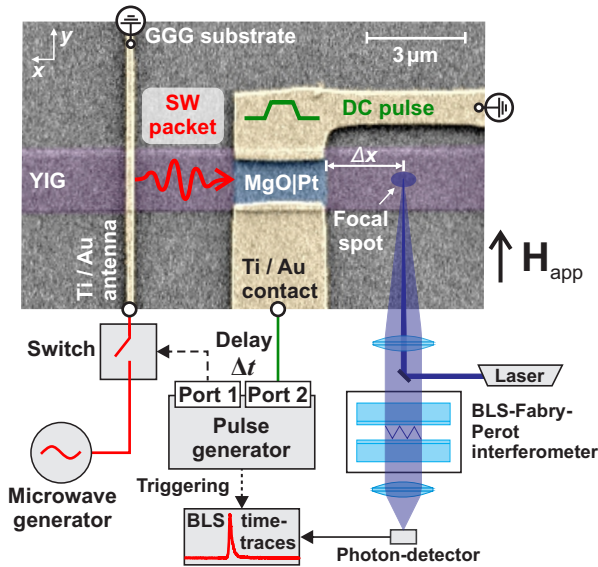 y
x
GGG substrate
3 μm
SW
packet
DC pulse
YIG
MgO|Pt
Δx
Focal
spot
Ti / Au
antenna
Ti / Au
contact
H app
Switch
Delay
Δt
Laser
Port 1
Port 2
Pulse
generator
BLS-Fabry-
Perot
interferometer
Microwave
generator
Triggering
BLS time-
traces
Photon-detector